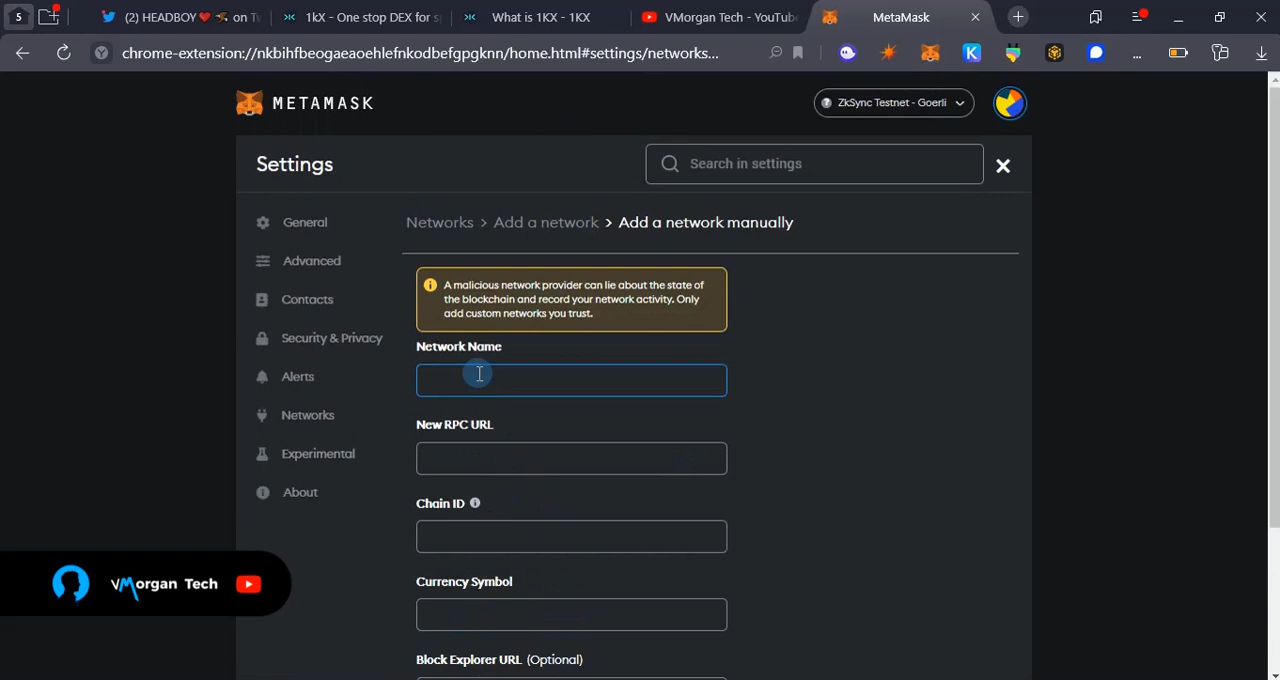 5
(2) HEADBOY❤️ on Tw
1kX - One stop DEX for s
What is 1KX - 1KX
VMorgan Tech - YouTube
MetaMask
chrome-extension://nkbihfbeogaeaoehlefnkodbefgpgknn/home.html#settings/networks...
METAMASK
ZkSync Testnet - Goerli
Settings
Search in settings
General
Networks > Add a network > Add a network manually
Advanced
Contacts
Security & Privacy
Alerts
Networks
Experimental
About
A malicious network provider can lie about the state of
the blockchain and record your network activity. Only
add custom networks you trust.
Network Name
New RPC URL
Chain ID
Currency Symbol
Block Explorer URL (Optional)
VMorgan Tech